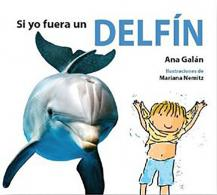 Si yo fuera un
DELFÍN
Ana Galán
Ilustraciones de
Mariana Nemitz